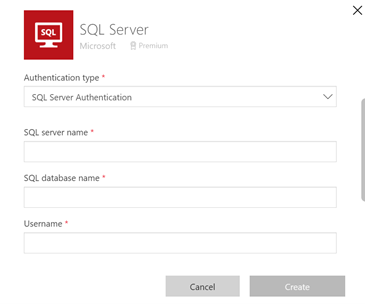 SQL
SQL Server
Microsoft Premium
Authentication type *
SQL Server Authentication
SQL server name *
SQL database name *
Username *
Cancel Create